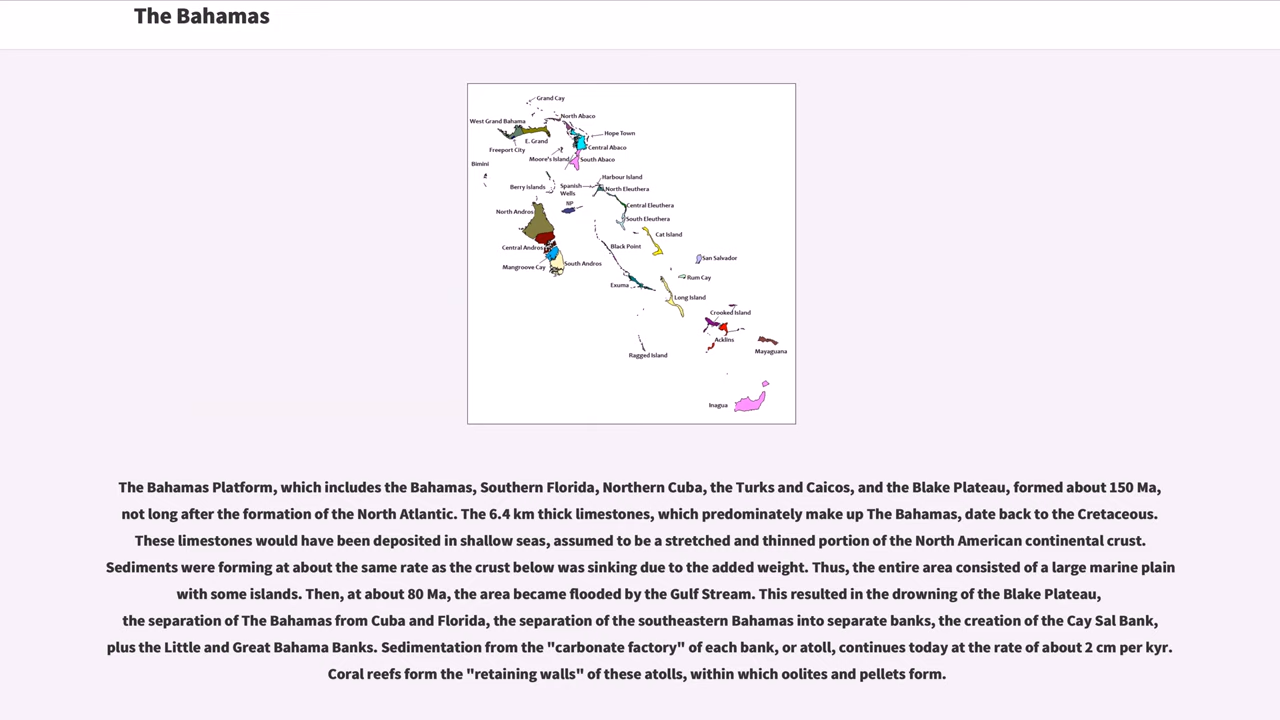 The Bahamas
Grand Cay
North Abaco
West Grand Bahama
Hope Town
E. Grand
Central Abaco
Freeport City
Moore's Island
South Abaco
Bimini
Harbour Island
Berry islands
Spanish
Wells
North Eleuthera
NP
Central Eleuthera
North Andros
South Eleuthera
Cat Island
Black Point
Central Andros
San Salvador
South Andros
Mangroove Cay
Rum Cay
Exuma
Long Island
Crooked Island
Acklins
Mayaguana
Ragged Island
Inagua
The Bahamas Platform, which includes the Bahamas, Southern Florida, Northern Cuba, the Turks and Caicos, and the Blake Plateau, formed about 150 Ma,
not long after the formation of the North Atlantic. The 6.4 km thick limestones, which predominately make up The Bahamas, date back to the Cretaceous.
These limestones would have been deposited in shallow seas, assumed to be a stretched and thinned portion of the North American continental crust.
Sediments were forming at about the same rate as the crust below was sinking due to the added weight. Thus, the entire area consisted of a large marine plain
with some islands. Then, at about 80 Ma, the area became flooded by the Gulf Stream. This resulted in the drowning of the Blake Plateau,
the separation of The Bahamas from Cuba and Florida, the separation of the southeastern Bahamas into separate banks, the creation of the Cay Sal Bank,
plus the Little and Great Bahama Banks. Sedimentation from the "carbonate factory" of each bank, or atoll, continues today at the rate of about 2 cm per kyr.
Coral reefs form the "retaining walls" of these atolls, within which oolites and pellets form.